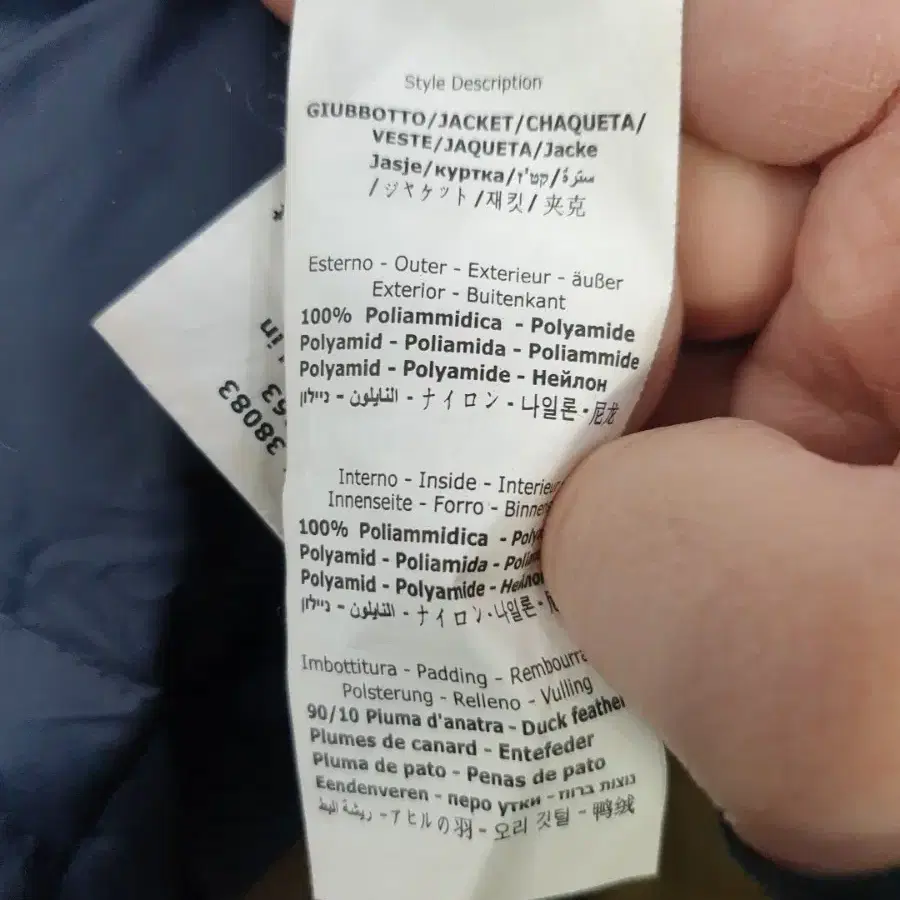 Style Description
GIUBBOTTO/JACKET/CHAQUETA/
VESTE/JAQUETA/Jacke
Jasje/куртка/ז'קט/سترة
/ジャケット/재킷/夹克
Esterno - Outer - Exterieur - äußer
Exterior - Buitenkant
100% Poliammidica - Polyamide
Polyamid - Poliamida - Poliammide
Polyamid - Polyamide - Нейлон
ניילון - النايلون - ナイロン - 나일론 - 尼龙
Interno - Inside - Interieur
Innenseite - Forro -
100% Poliammidica -
Polyamid - Poliamida -
Polyamid - Polyamide - Нейлон
ניילון - النايلون - ナイロン - 나일론 -
Imbottitura - Padding -
Polsterung - Relleno - Vulling
90/10 Piuma d'anatra - Duck feather
Plumes de canard - Entefeder
Pluma de pato - Penas de pato
Eendenveren - перо утки - נוצות ברווז
ريشة البط - アヒルの羽 - 오리 깃털 - 鸭绒
38083
63
in